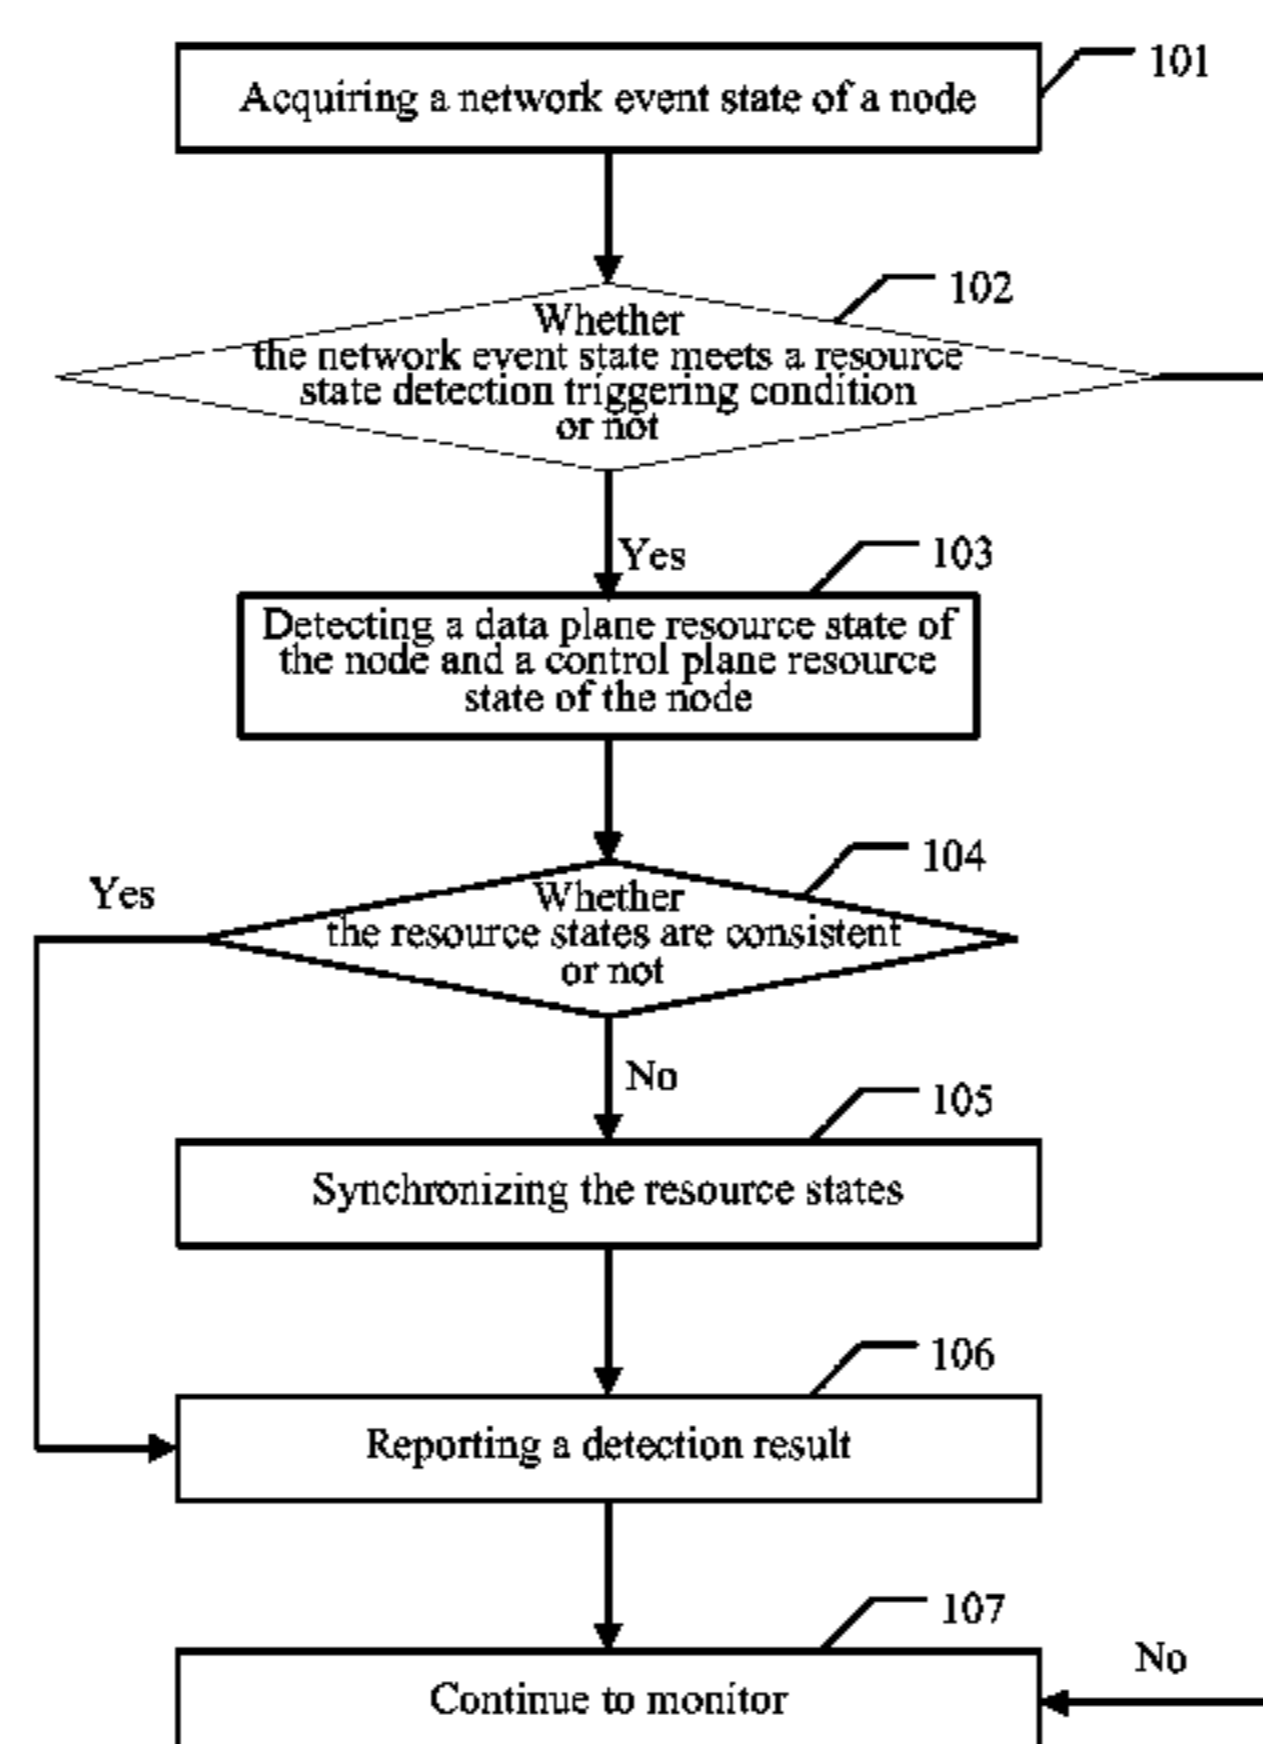 Acquiring a network event state of a node
101
102
Whether
the network event state meets a resource
state detection triggering condition
or not
Yes
103
Detecting a data plane resource state of
the node and a control plane resource
state of the node
104
Yes
Whether
the resource states are consistent
or not
No
105
Synchronizing the resource states
106
Reporting a detection result
107
No
Continue to monitor